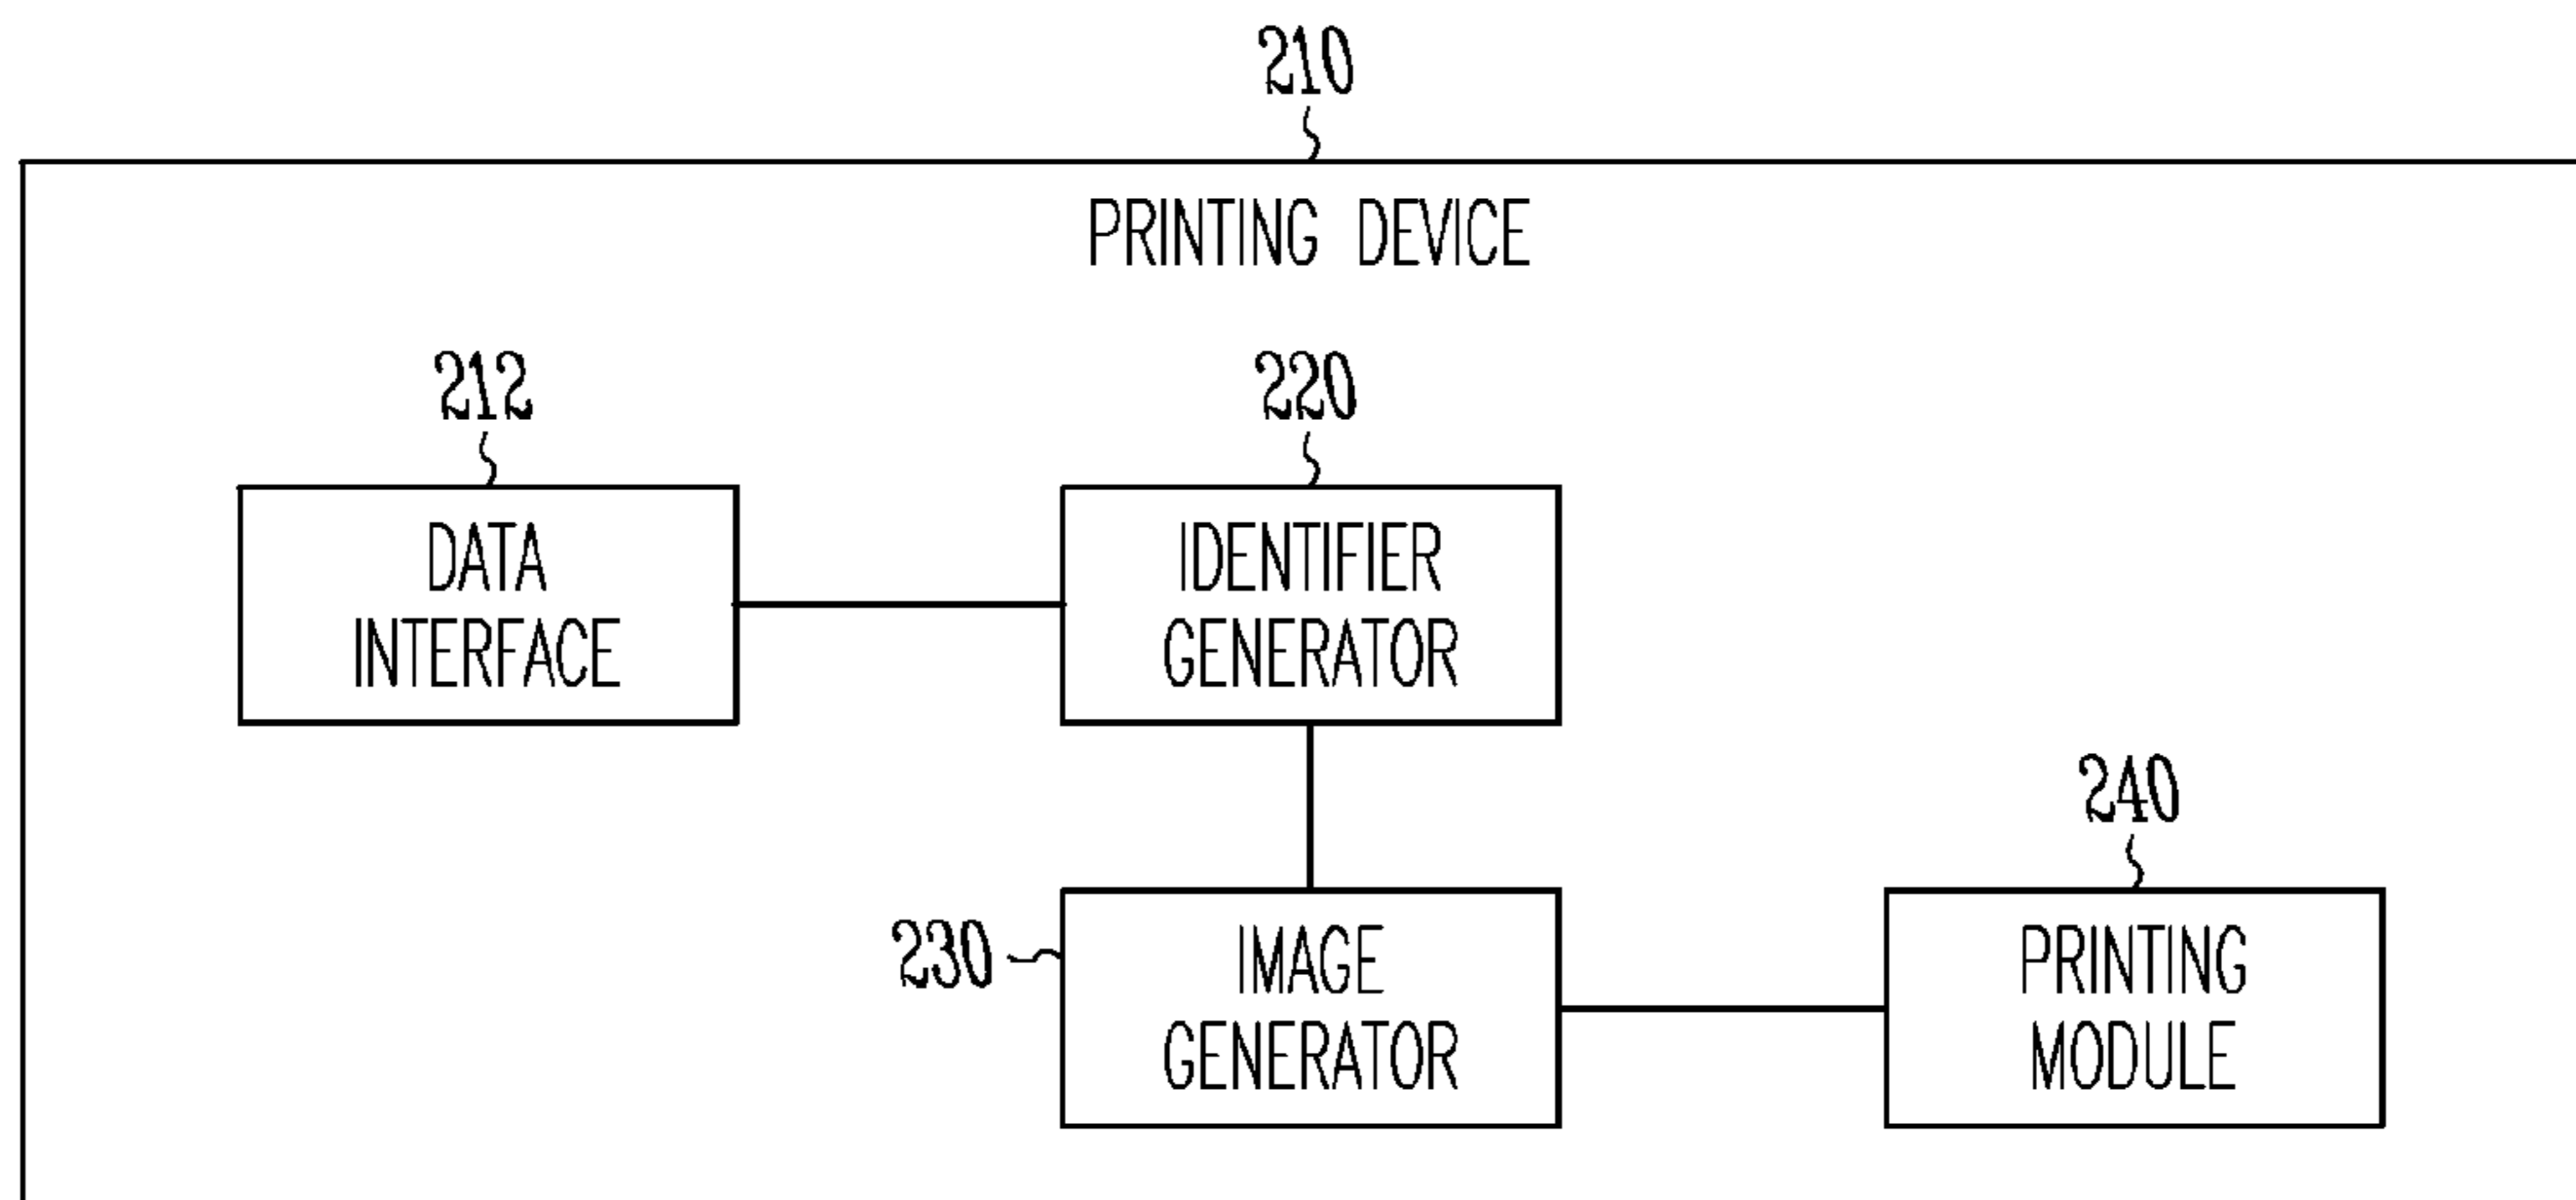 210
PRINTING DEVICE
212
220
DATA
INTERFACE
IDENTIFIER
GENERATOR
240
230
IMAGE
GENERATOR
PRINTING
MODULE